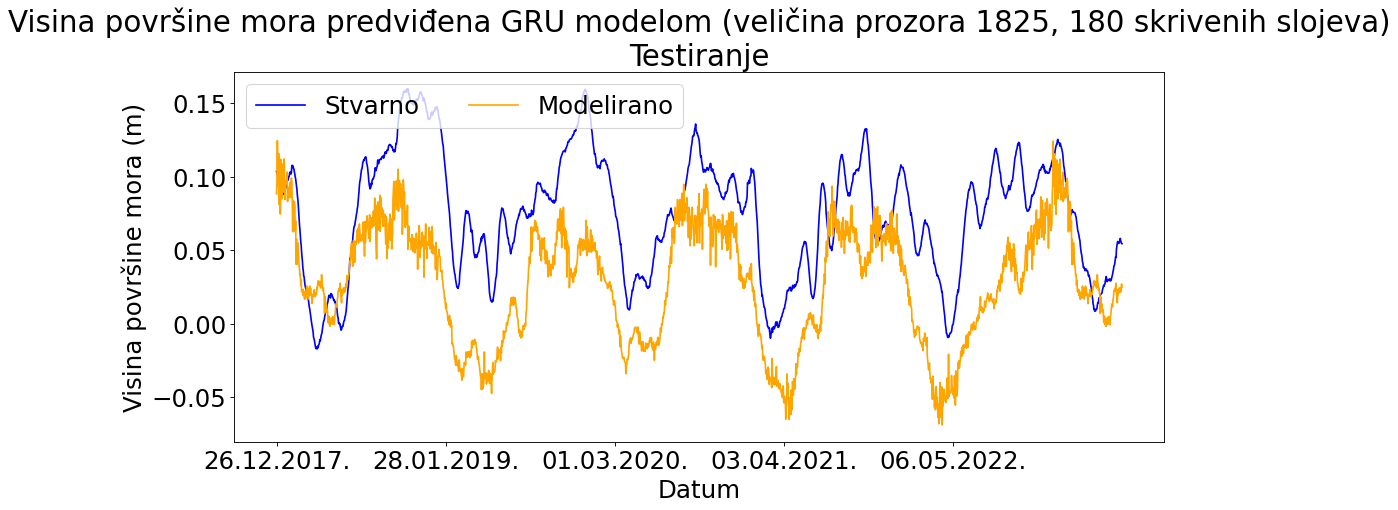 Visina površine mora predviđena GRU modelom (veličina prozora 1825, 180 skrivenih slojeva)
Testiranje
Stvarno
Modelirano
Visina površine mora (m)
0.15
0.10
0.05
0.00
−0.05
26.12.2017.
28.01.2019.
01.03.2020.
03.04.2021.
06.05.2022.
Datum